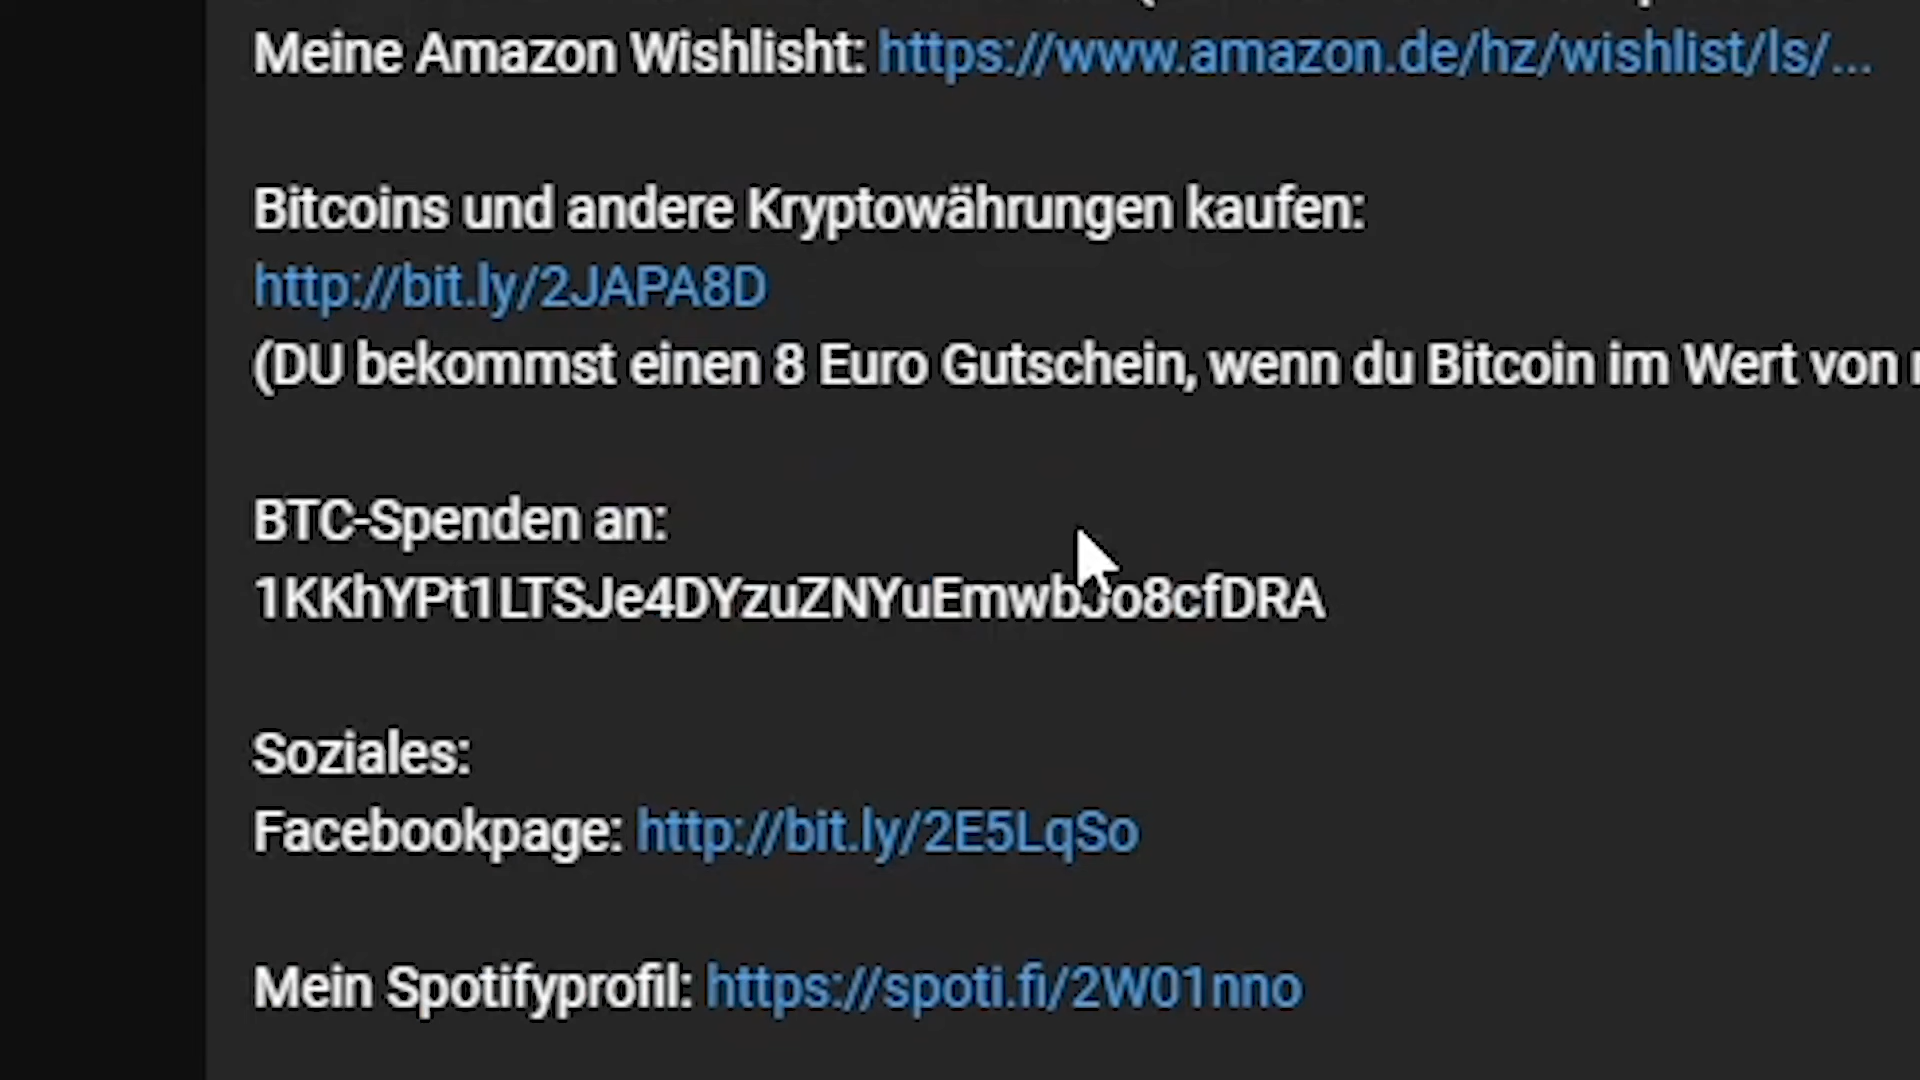 Meine Amazon Wishlisht: https://www.amazon.de/hz/wishlist/ls/...
Bitcoins und andere Kryptowährungen kaufen:
http://bit.ly/2JAPA8D
(DU bekommst einen 8 Euro Gutschein, wenn du Bitcoin im Wert von
BTC-Spenden an:
1KKhYPt1LTSJe4DYzuZNYuEmwbJo8cfDRA
Soziales:
Facebookpage: http://bit.ly/2E5LqSo
Mein Spotifyprofil: https://spoti.fi/2W01nno